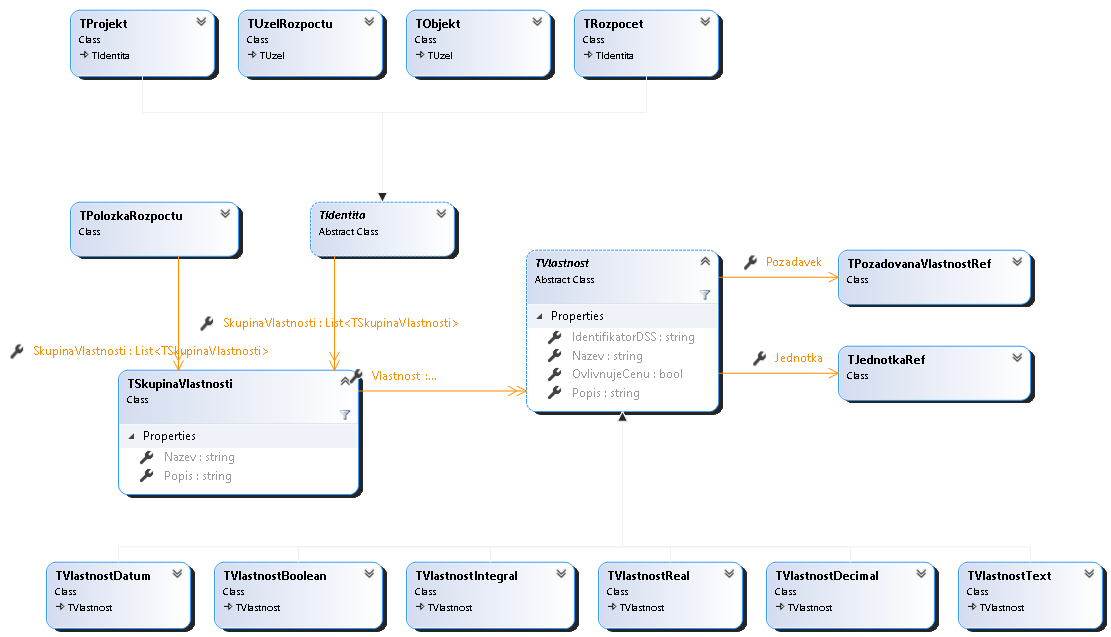 TProjekt
Class
TIdentita
TUzelRozpoctu
Class
TUzel
TObjekt
Class
TUzel
TRozpocet
Class
TIdentita
TPolozkaRozpoctu
Class
TIdentita
Abstract Class
TVlastnost
Abstract Class
Properties
IdentifikatorDSS : string
Nazev : string
OvlivnujeCenu : bool
Popis : string
Pozadavek
TPozadovanaVlastnostRef
Class
Jednotka
TJednotkaRef
Class
SkupinaVlastnosti : List<TSkupinaVlastnosti>
SkupinaVlastnosti : List<TSkupinaVlastnosti>
TSkupinaVlastnosti
Class
Properties
Nazev : string
Popis : string
Vlastnost :...
TVlastnostDatum
Class
TVlastnost
TVlastnostBoolean
Class
TVlastnost
TVlastnostIntegral
Class
TVlastnost
TVlastnostReal
Class
TVlastnost
TVlastnostDecimal
Class
TVlastnost
TVlastnostText
Class
TVlastnost